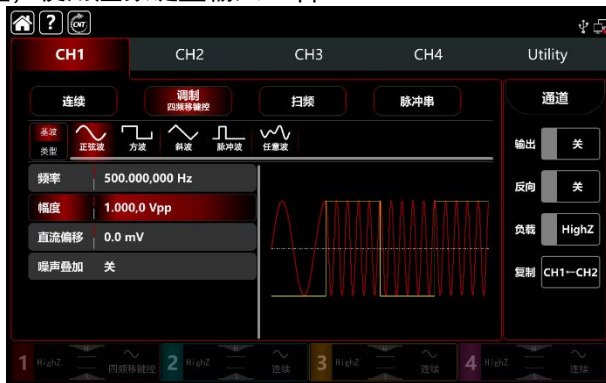 ?
CNT
CH1 CH2 CH3 CH4 Utility
连续 调制 扫频 脉冲串 通道
四频移键控
基波
类型 正弦波 方波 斜波 脉冲波 任意波
输出 关
频率 500.000,000 Hz
反向 关
幅度 1.000,0 Vpp
负载 HighZ
直流偏移 0.0 mV
噪声叠加 关
复制 CH1←CH2
1 HighZ 四频移键控 2 HighZ 连续 3 HighZ 连续 4 HighZ 连续